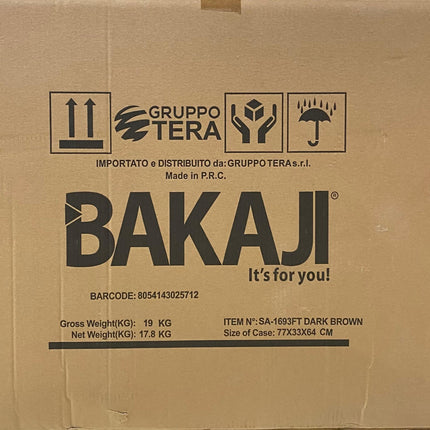 GRUPPO
TERA
IMPORTATO e DISTRIBUITO da: GRUPPO TERA s.r.l.
Made in P.R.C.
BAKAJI®
It's for you!
BARCODE: 8054143025712
Gross Weight(KG): 19 KG
Net Weight(KG): 17.8 KG
ITEM N°: SA-1693FT DARK BROWN
Size of Case: 77X33X64 CM